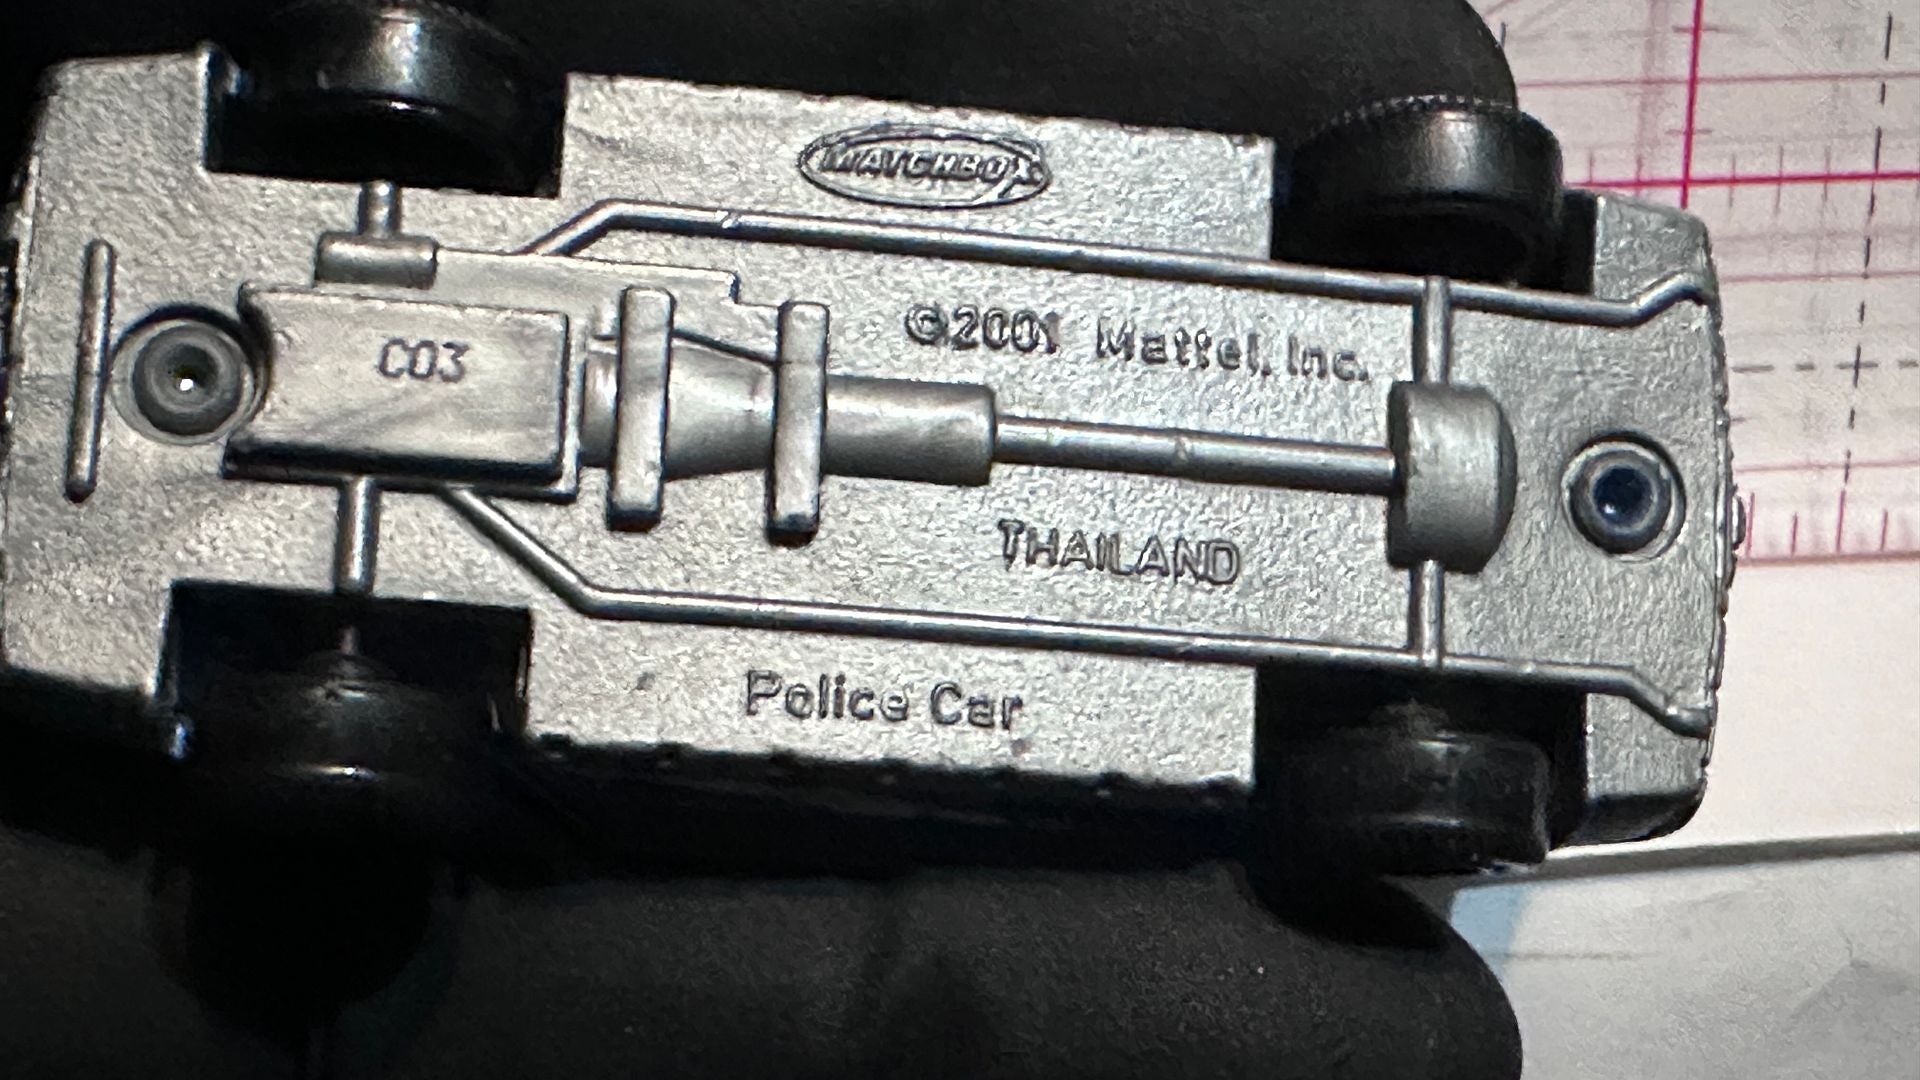 MATCHBOX
C03
©2001 Mattel, Inc.
THAILAND
Police Car